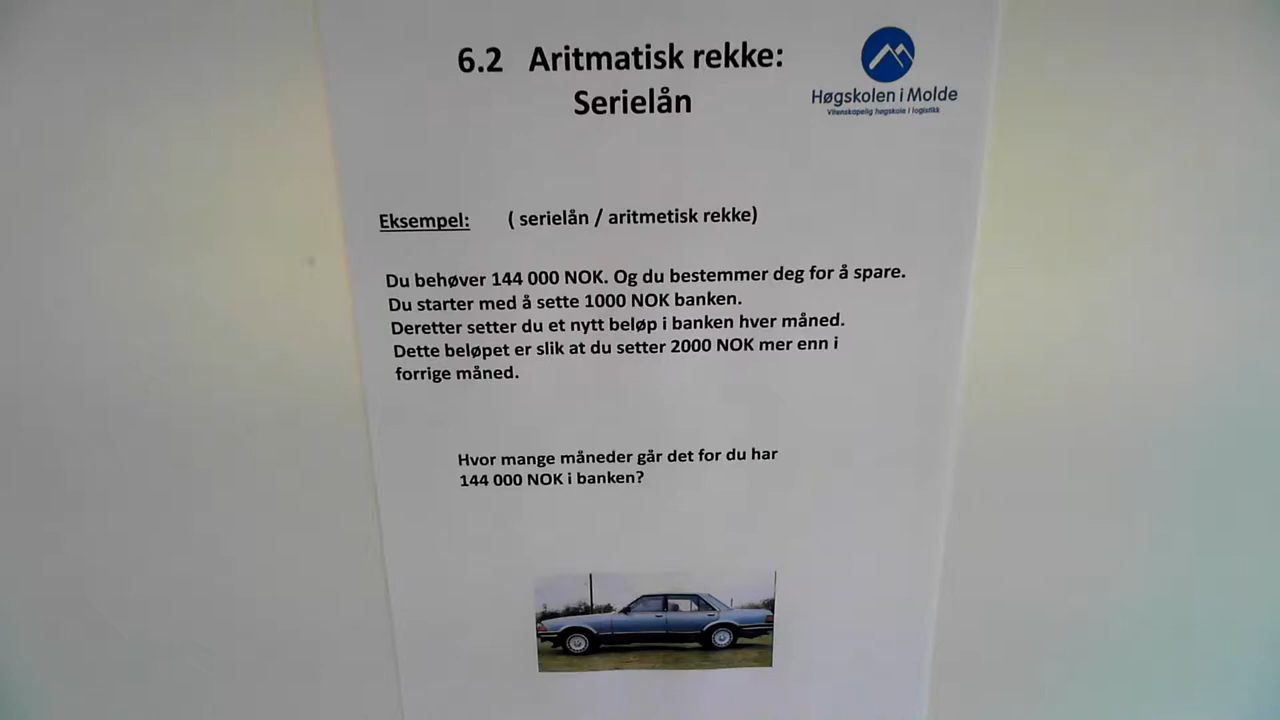 6.2 Aritmatisk rekke:
Serielån
Høgskolen i Molde
Vitenskapelig høgskole i logistikk
Eksempel: ( serielån / aritmetisk rekke)
Du behøver 144 000 NOK. Og du bestemmer deg for å spare.
Du starter med å sette 1000 NOK banken.
Deretter setter du et nytt beløp i banken hver måned.
Dette beløpet er slik at du setter 2000 NOK mer enn i
forrige måned.
Hvor mange måneder går det for du har
144 000 NOK i banken?